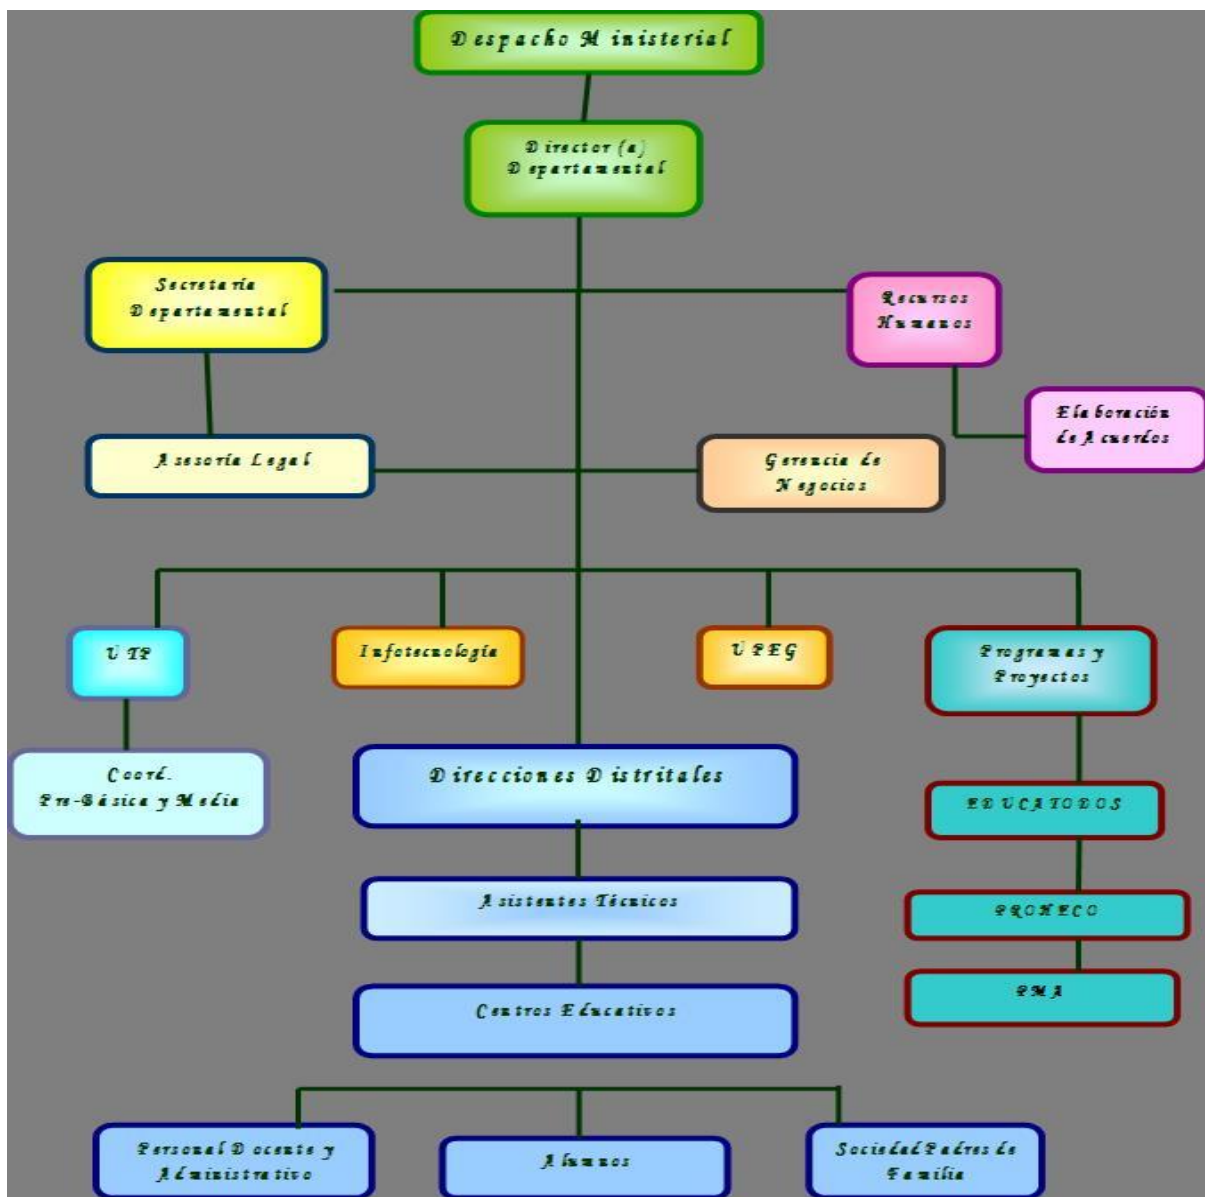 Despacho Ministerial
Director (a)
Departamental
Secretaría
Departamental
Recursos
Humanos
Elaboración
de Acuerdos
Asesoría Legal
Gerencia de
Negocios
UTP
Infotecnología
UPEG
Programas y
Proyectos
Coord.
Pre-Básica y Media
Direcciones Distritales
EDUCATODOS
Asistentes Técnicos
PROHECO
Centros Educativos
PMA
Personal Docente y
Administrativo
Alumnos
Sociedad Padres de
Familia